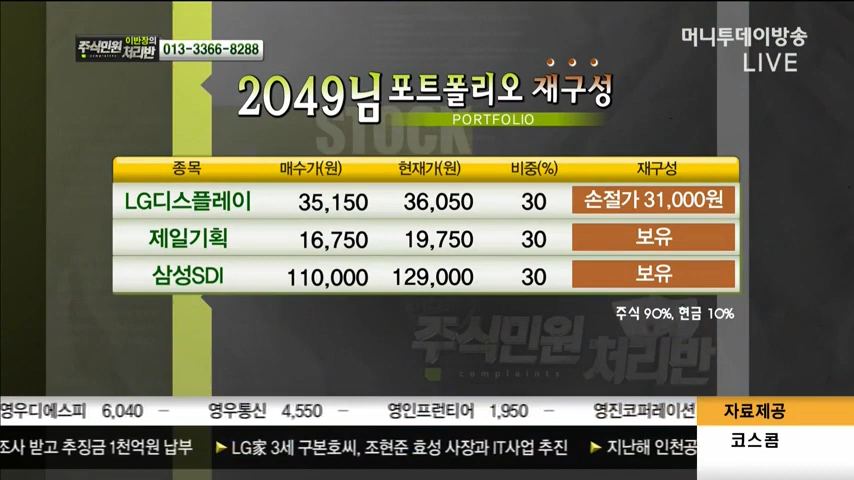 주식민원 이반장의 처리반
complaints
013-3366-8288
머니투데이방송
LIVE
2049님 포트폴리오 재구성
PORTFOLIO
STOCK
종목 매수가(원) 현재가(원) 비중(%) 재구성
LG디스플레이 35,150 36,050 30 손절가 31,000원
제일기획 16,750 19,750 30 보유
삼성SDI 110,000 129,000 30 보유
주식 90%, 현금 10%
주식민원 처리반
complaints
영우디에스피 6,040 − 영우통신 4,550 − 영인프런티어 1,950 − 영진코퍼레이션
자료제공
조사 받고 추징금 1천억원 납부 ▶LG家 3세 구본호씨, 조현준 효성 사장과 IT사업 추진 ▶지난해 인천공
코스콤